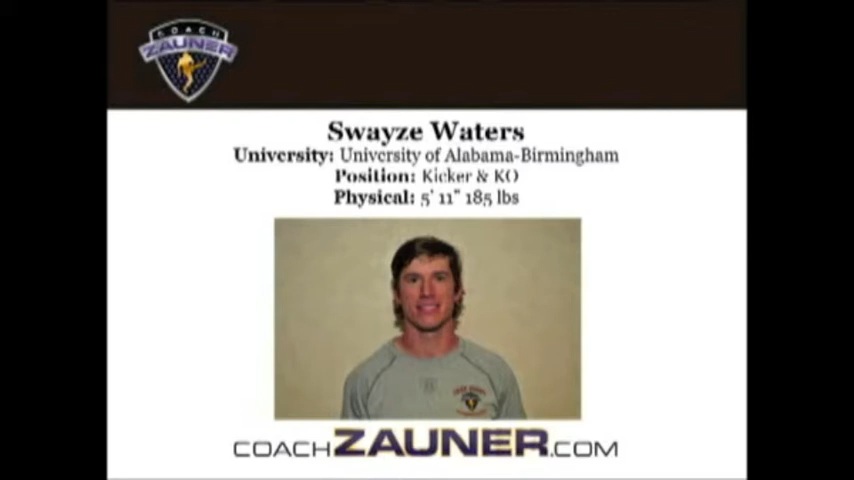 COACH
ZAUNER
Swayze Waters
University: University of Alabama-Birmingham
Position: Kicker & KO
Physical: 5' 11" 185 lbs
COACHZAUNER.COM